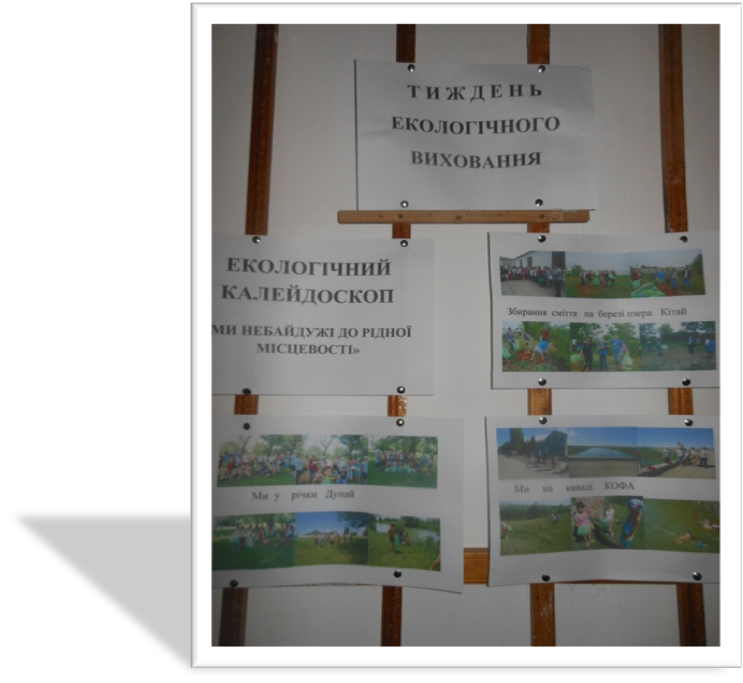 ТИЖДЕНЬ
ЕКОЛОГІЧНОГО
ВИХОВАННЯ
ЕКОЛОГІЧНИЙ
КАЛЕЙДОСКОП
МИ НЕБАЙДУЖІ ДО РІДНОЇ
МІСЦЕВОСТІ»
Збирання сміття на березі озера Кітай
Ми у річки Дунай
Ми на каналі КОФА